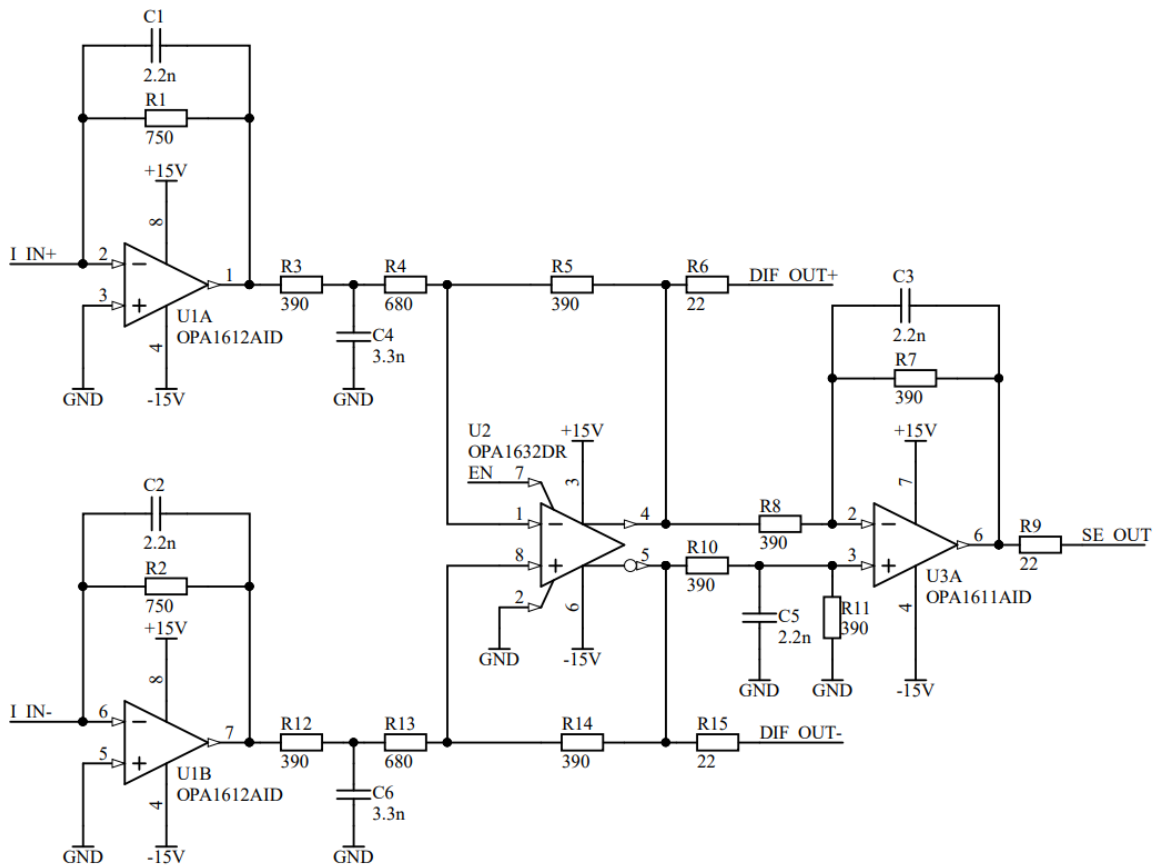 C1
2.2n
R1
750
+15V
8
I_IN+
2
3
1
U1A
OPA1612AID
4
GND
-15V
R3
390
R4
680
C4
3.3n
GND
R5
390
R6
22
DIF_OUT+
C3
2.2n
R7
390
U2
OPA1632DR
EN
7
+15V
3
1
8
2
4
5
6
GND
-15V
R8
390
R10
390
C5
2.2n
GND
R11
390
GND
+15V
7
2
3
6
U3A
OPA1611AID
4
-15V
R9
22
SE_OUT
C2
2.2n
R2
750
+15V
8
I_IN-
6
5
7
U1B
OPA1612AID
4
GND
-15V
R12
390
R13
680
C6
3.3n
GND
R14
390
R15
22
DIF_OUT-